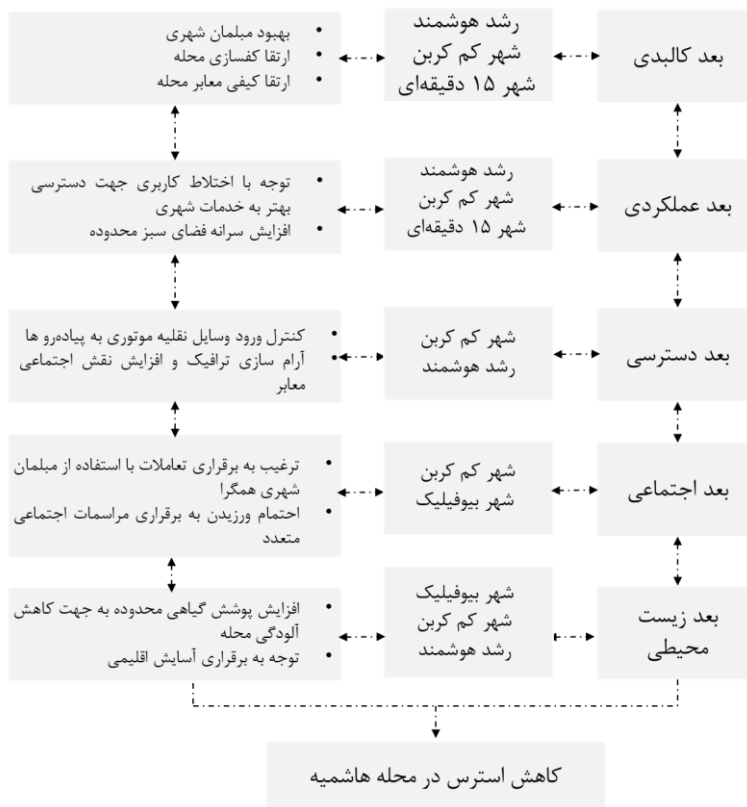 بعد کالبدی
رشد هوشمند
شهر کم کربن
شهر ۱۵ دقیقه‌ای
• بهبود مبلمان شهری
• ارتقا کفسازی محله
• ارتقا کیفی معابر محله
بعد عملکردی
رشد هوشمند
شهر کم کربن
شهر ۱۵ دقیقه‌ای
• توجه با اختلاط کاربری جهت دسترسی
بهتر به خدمات شهری
• افزایش سرانه فضای سبز محدوده
بعد دسترسی
شهر کم کربن
رشد هوشمند
• کنترل ورود وسایل نقلیه موتوری به پیاده‌رو ها
• آرام سازی ترافیک و افزایش نقش اجتماعی
معابر
بعد اجتماعی
شهر کم کربن
شهر بیوفیلیک
• ترغیب به برقراری تعاملات با استفاده از مبلمان
شهری همگرا
• احتمام ورزیدن به برقراری مراسمات اجتماعی
متعدد
بعد زیست
محیطی
شهر بیوفیلیک
شهر کم کربن
رشد هوشمند
• افزایش پوشش گیاهی محدوده به جهت کاهش
آلودگی محله
• توجه به برقراری آسایش اقلیمی
کاهش استرس در محله هاشمیه